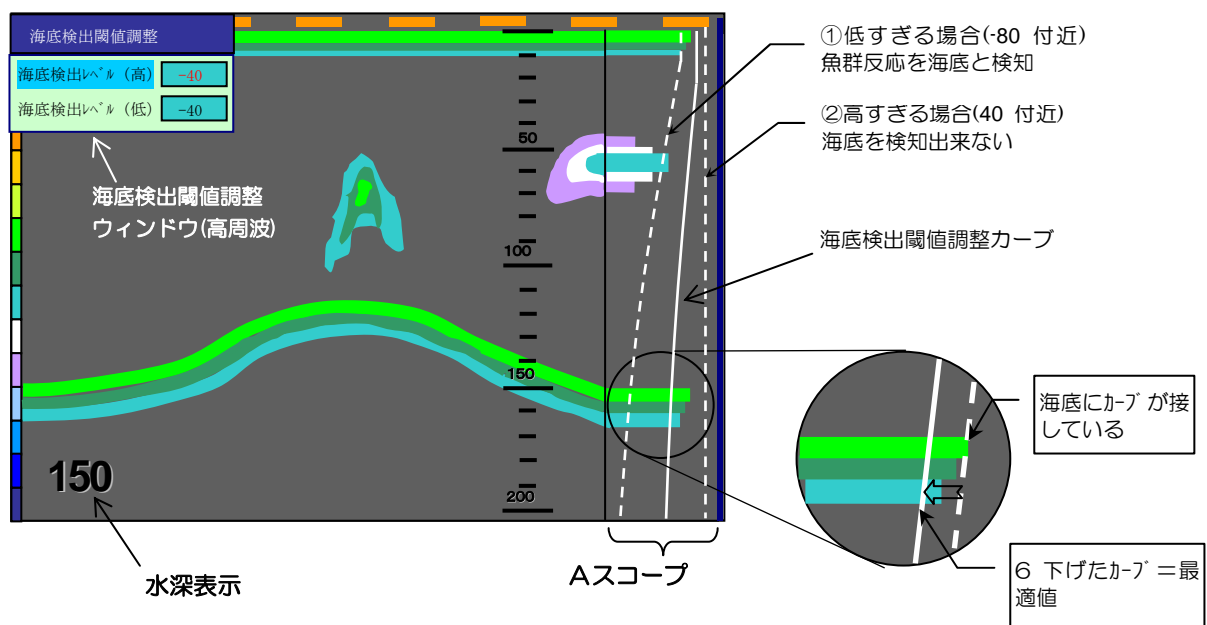 海底検出閾値調整
海底検出ﾚﾍﾞﾙ（高） -40
海底検出ﾚﾍﾞﾙ（低） -40
海底検出閾値調整
ウィンドウ(高周波)
50
100
150
200
150
水深表示
Aスコープ
①低すぎる場合(-80 付近)
魚群反応を海底と検知
②高すぎる場合(40 付近)
海底を検知出来ない
海底検出閾値調整カーブ
海底にｶｰﾌﾞが接
している
6 下げたｶｰﾌﾞ＝最
適値